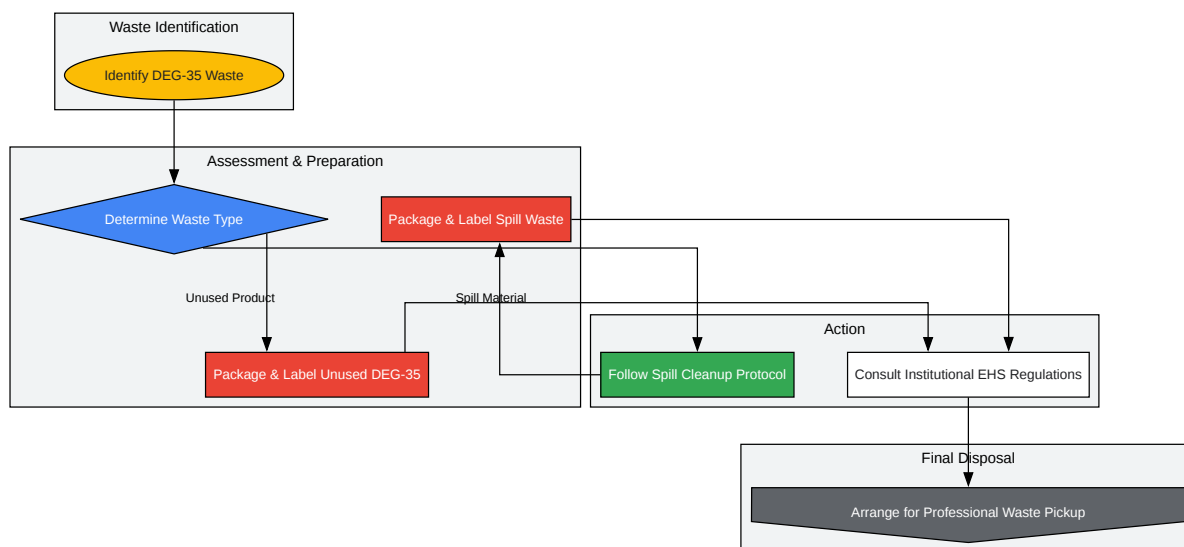 Waste Identification
Identify DEG-35 Waste
Assessment & Preparation
Determine Waste Type
Package & Label Spill Waste
Unused Product
Spill Material
Package & Label Unused DEG-35
Action
Follow Spill Cleanup Protocol
Consult Institutional EHS Regulations
Final Disposal
Arrange for Professional Waste Pickup